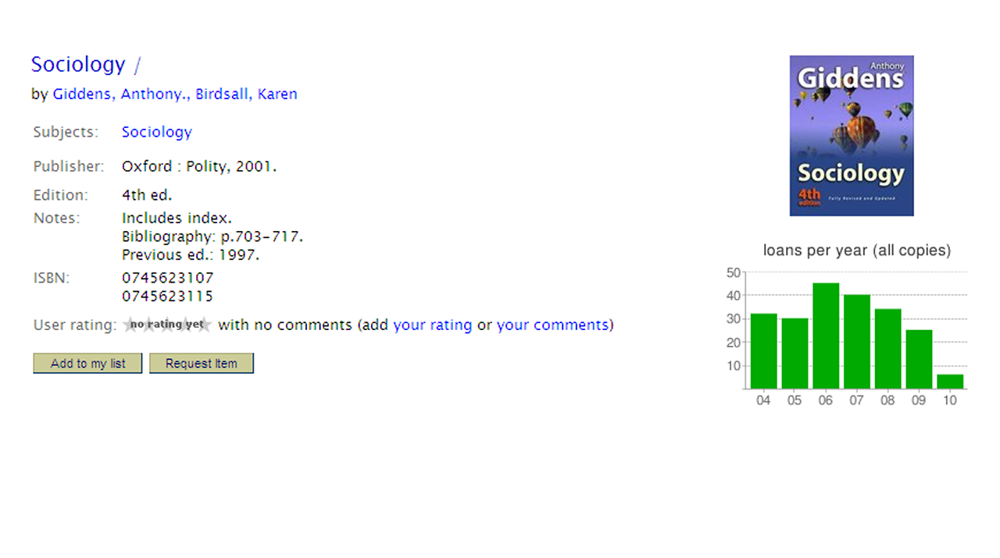 Sociology /
by Giddens, Anthony., Birdsall, Karen
Subjects: Sociology
Publisher: Oxford : Polity, 2001.
Edition: 4th ed.
Notes: Includes index.
Bibliography: p.703-717.
Previous ed.: 1997.
ISBN: 0745623107
0745623115
User rating: no rating yet with no comments (add your rating or your comments)
Add to my list Request Item
Anthony
Giddens
Sociology
4th
edition Fully Revised and Updated
loans per year (all copies)
50
40
30
20
10
04 05 06 07 08 09 10